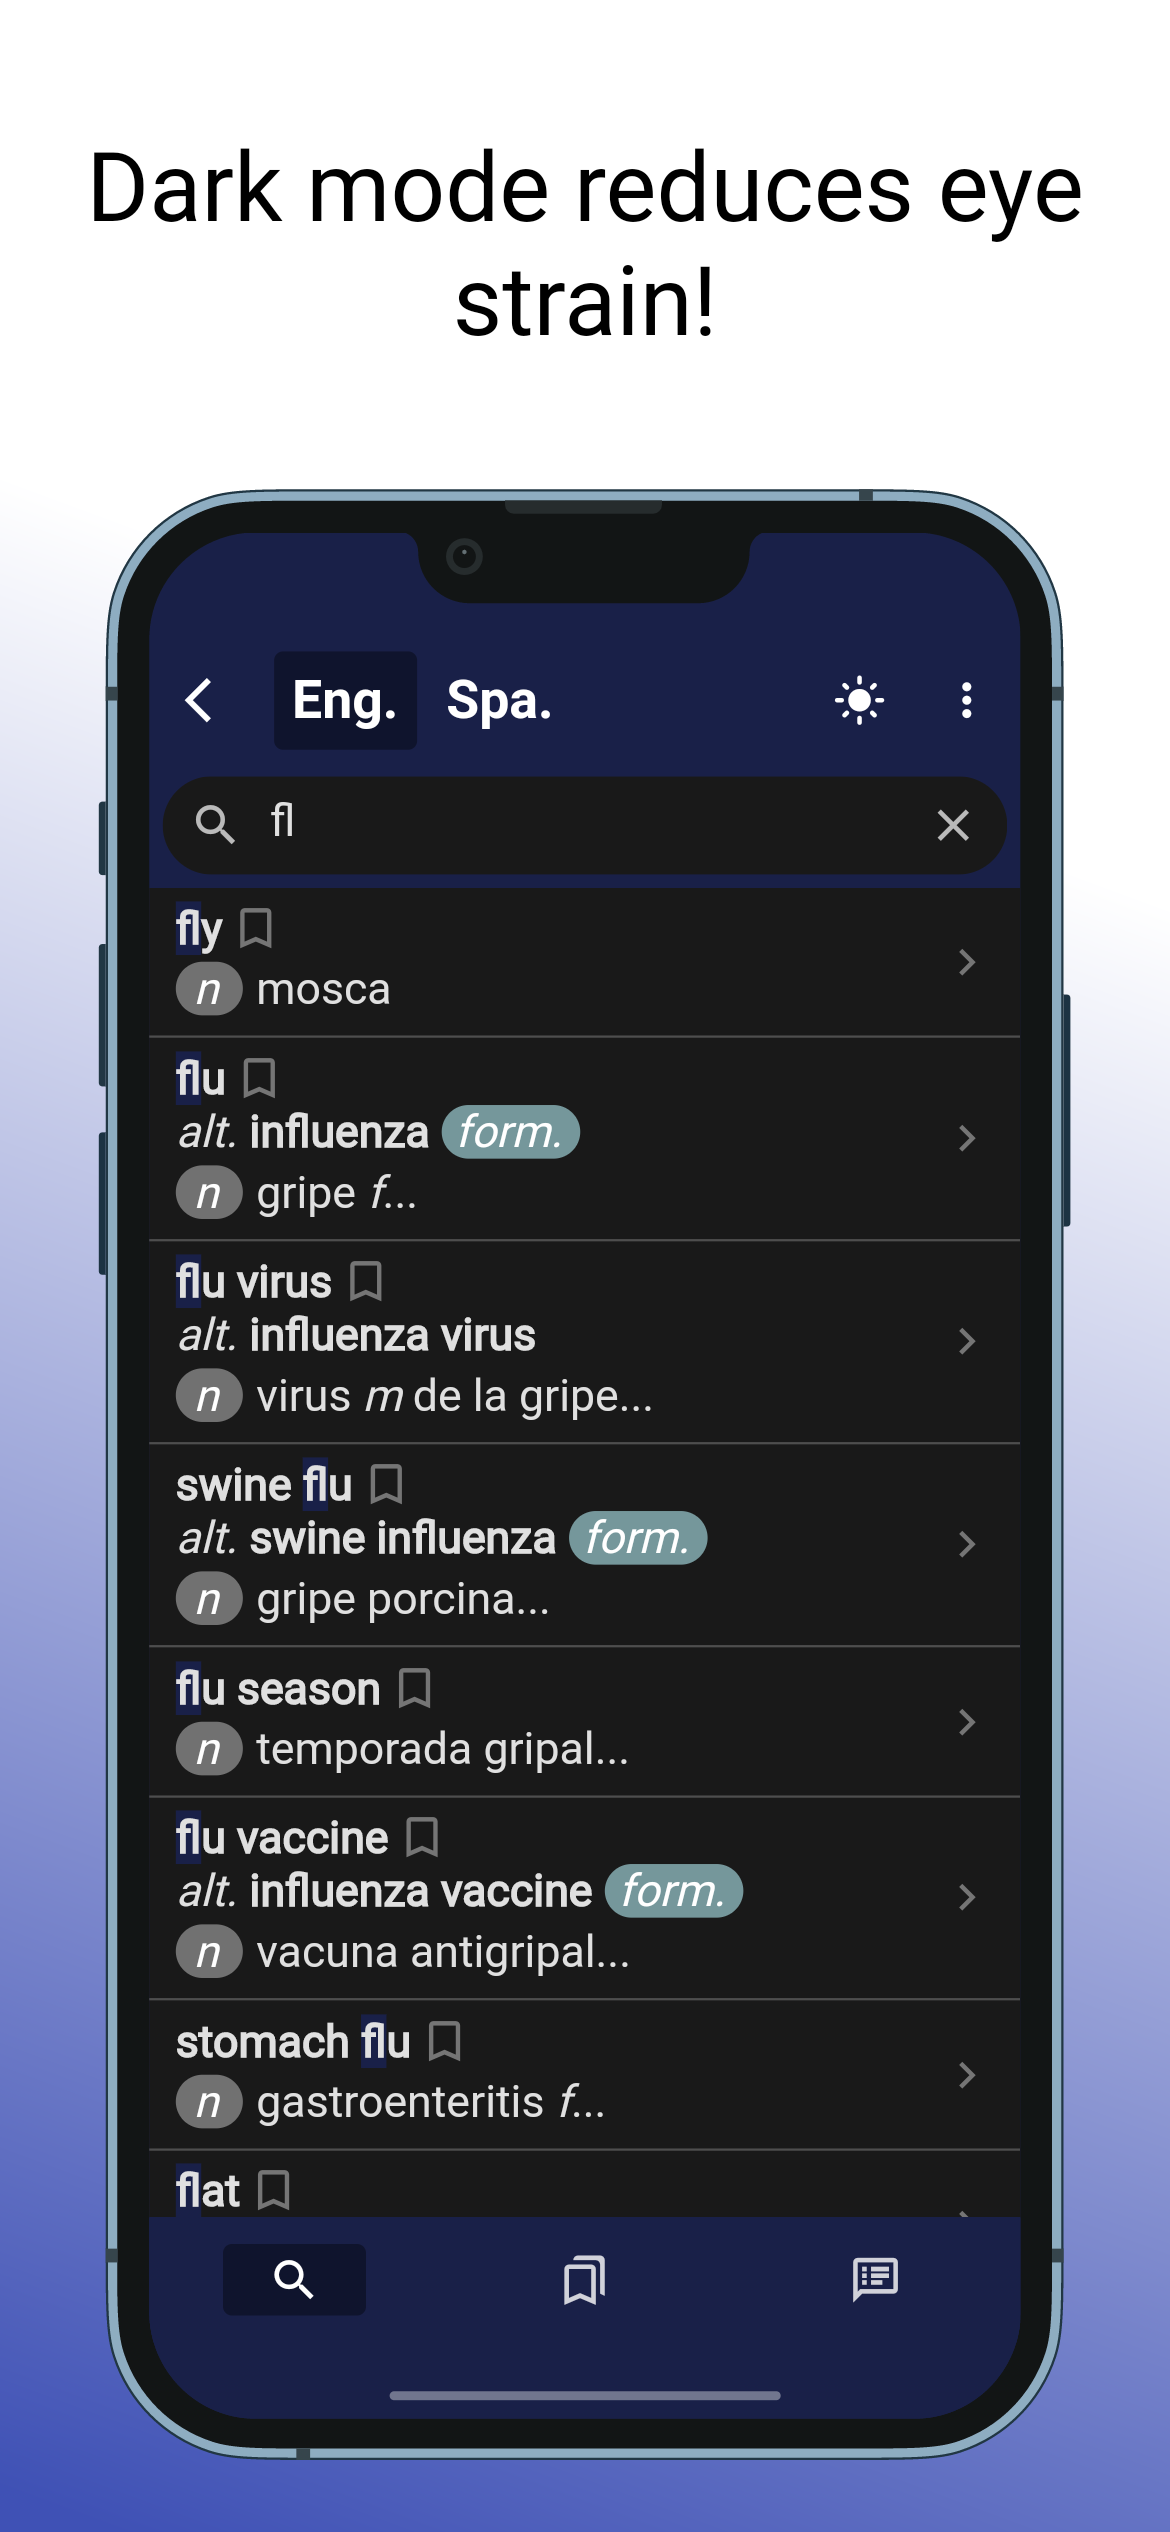 Dark mode reduces eye
strain!
Eng. Spa.
fl
fly
n mosca
flu
alt. influenza form.
n gripe f...
flu virus
alt. influenza virus
n virus m de la gripe...
swine flu
alt. swine influenza form.
n gripe porcina...
flu season
n temporada gripal...
flu vaccine
alt. influenza vaccine form.
n vacuna antigripal...
stomach flu
n gastroenteritis f...
flat